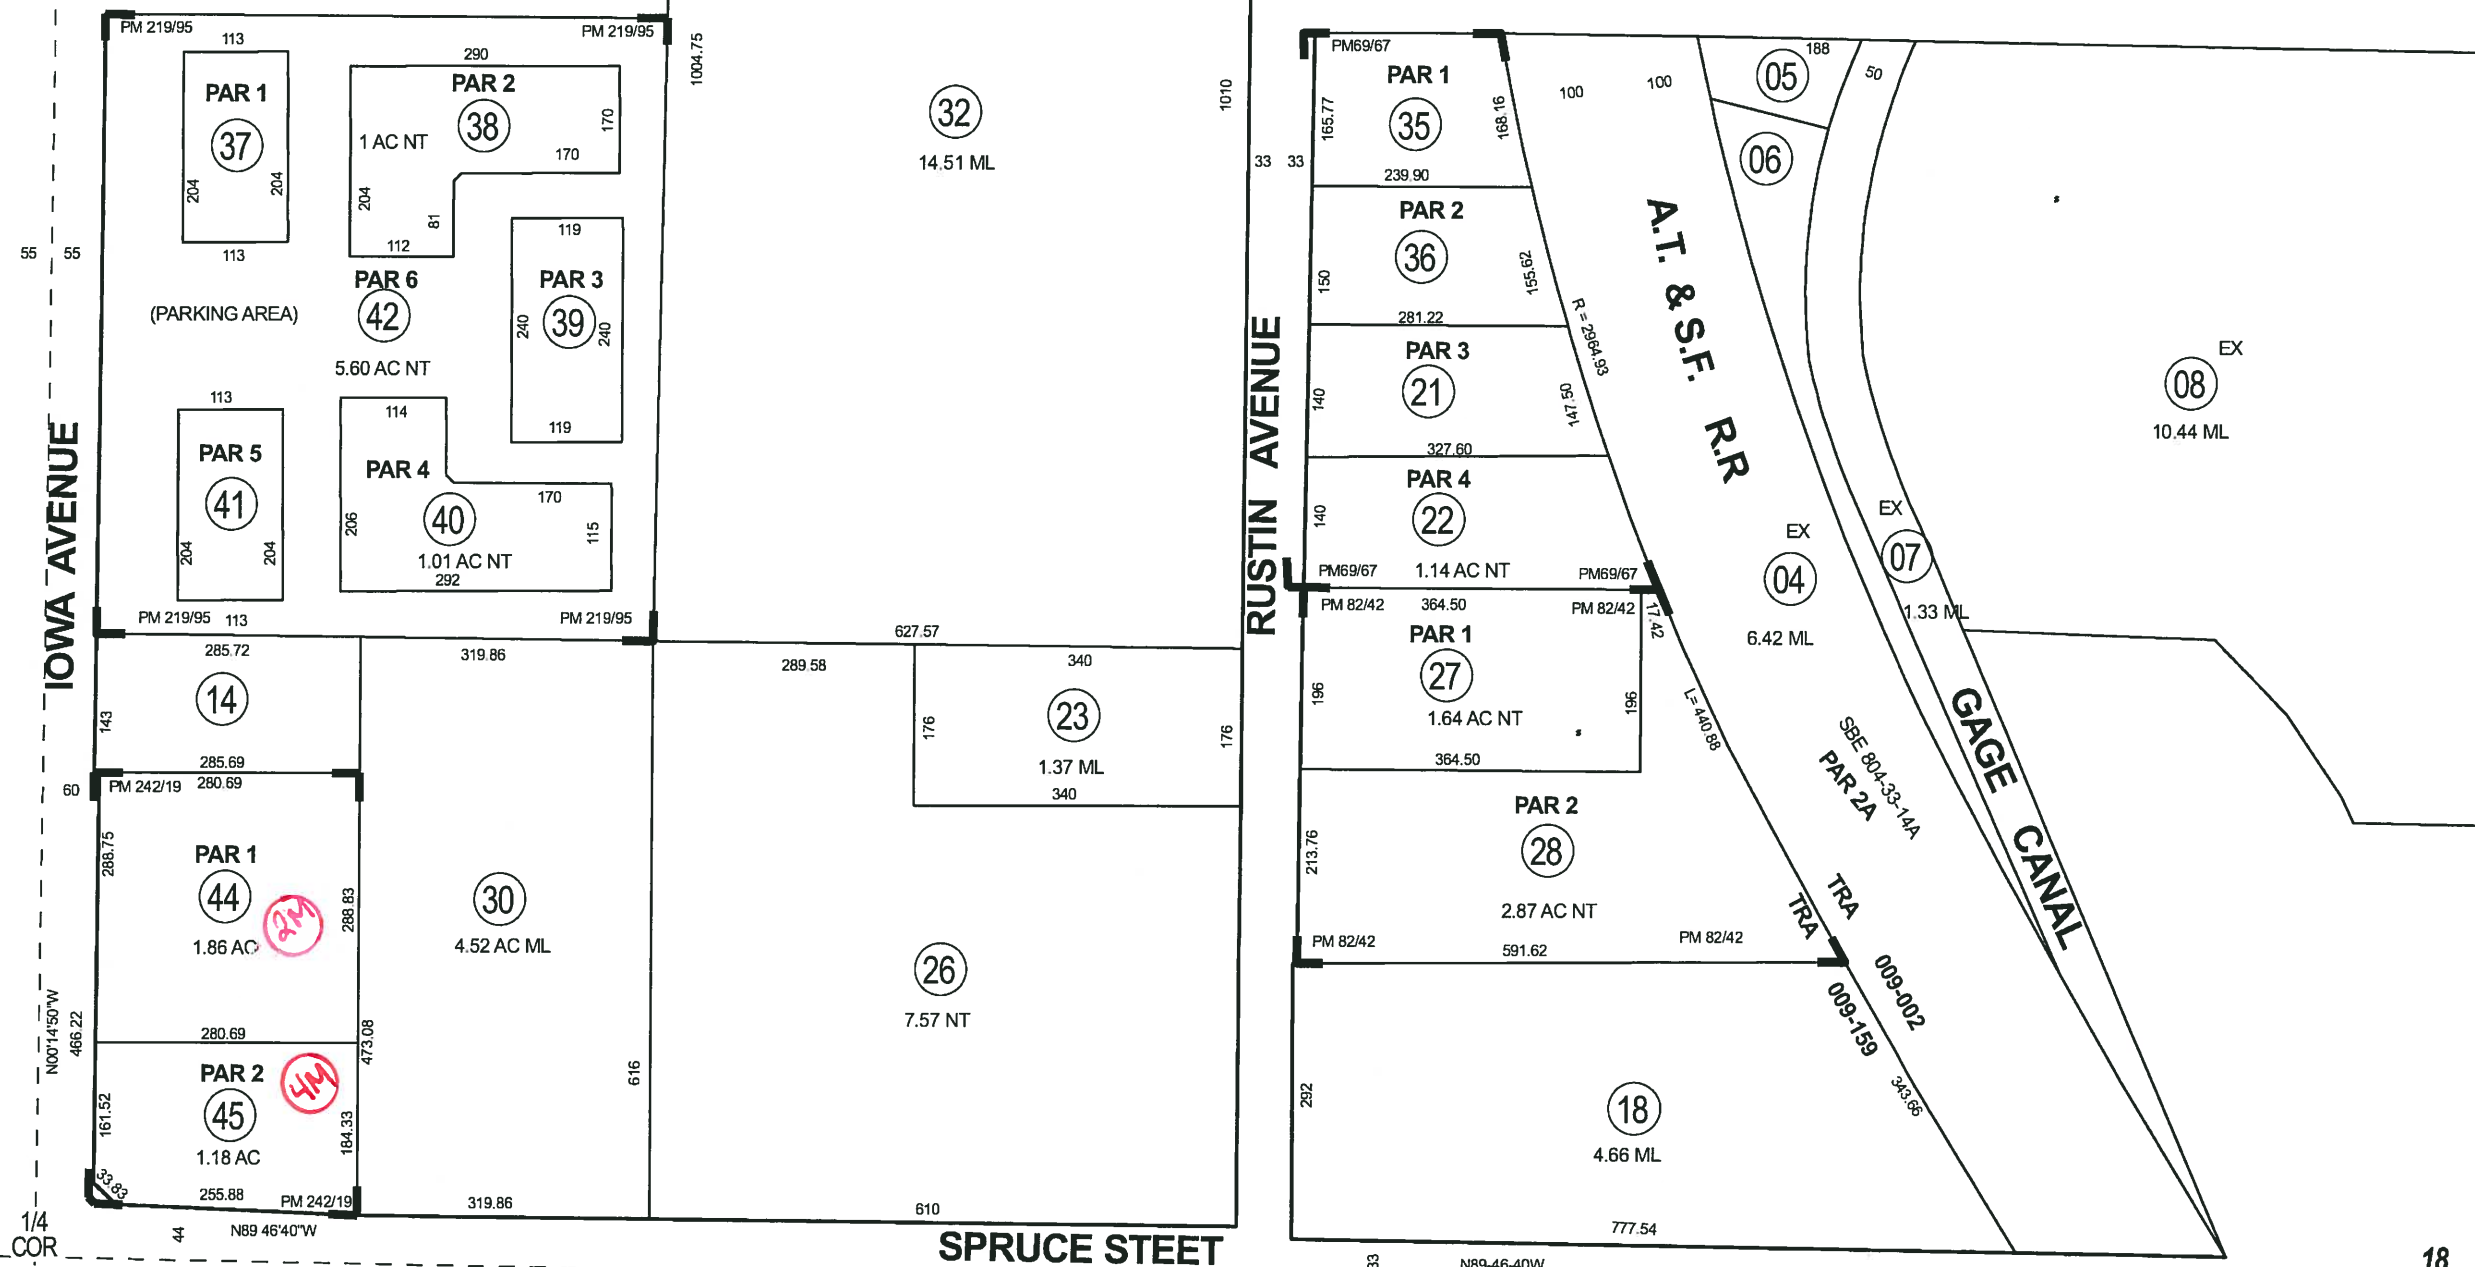 PM 219/95
PM 219/95
113
PAR 1
37
204
204
113
290
PAR 2
38
1 AC NT
170
170
204
81
112
1004.75
32
14.51 ML
1010
33 33
55 55
PAR 6
42
(PARKING AREA)
5.60 AC NT
119
PAR 3
39
240
240
119
113
PAR 5
41
204
204
113
114
PAR 4
40
206
170
115
1.01 AC NT
292
PM 219/95
PM 219/95
IOWA AVENUE
RUSTIN AVENUE
PM69/67
PAR 1
35
165.77
168.16
239.90
PAR 2
36
150
155.62
281.22
PAR 3
21
140
147.50
327.60
R = 2964.93
PAR 4
22
140
1.14 AC NT
PM69/67
PM69/67
PM 82/42
364.50
PM 82/42
17.42
PAR 1
27
196
196
1.64 AC NT
364.50
L= 440.88
PAR 2
28
213.76
2.87 AC NT
PM 82/42
PM 82/42
591.62
18
292
4.66 ML
343.66
777.54
N89-46-40W
33
100 100
A.T. & S.F. R.R
188
05
06
50
EX
08
10.44 ML
EX
07
1.33 ML
EX
04
6.42 ML
SBE 804-33-14A
PAR 2A
GAGE CANAL
TRA
TRA
009-002
009-159
285.72
319.86
627.57
14
143
285.69
60
PM 242/19
280.69
288.75
PAR 1
44
2M
1.86 AC
288.83
280.69
473.08
466.22
N00'14'50"W
PAR 2
4M
45
1.18 AC
161.52
184.33
33.83
255.88
PM 242/19
30
4.52 AC ML
319.86
616
289.58
340
176
23
176
1.37 ML
340
26
7.57 NT
610
1/4
COR
44
N89 46'40"W
SPRUCE STEET
18